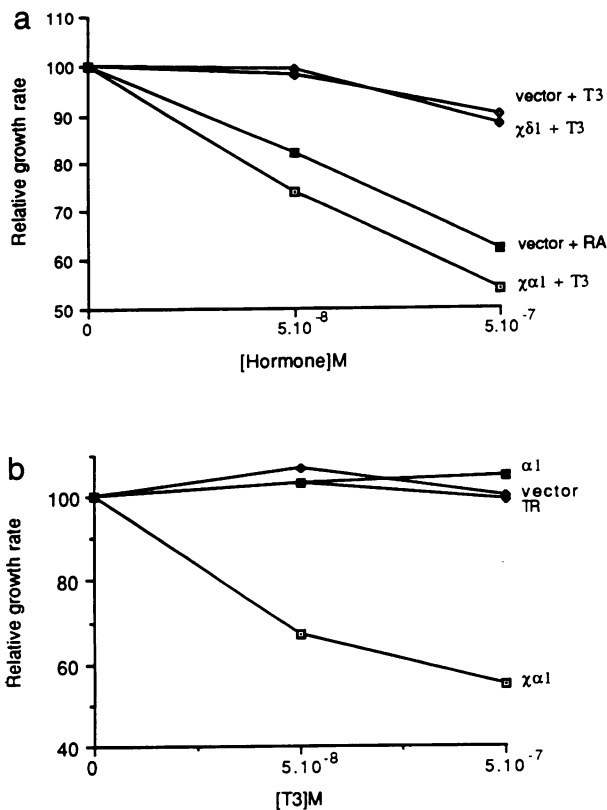 a
110
100
90
80
70
60
50
Relative growth rate
vector + T3
χδ1 + T3
vector + RA
χα1 + T3
0
5.10⁻⁸
5.10⁻⁷
[Hormone]M
b
100
80
60
40
Relative growth rate
α1
vector
TR
χα1
0
5.10⁻⁸
5.10⁻⁷
[T3]M